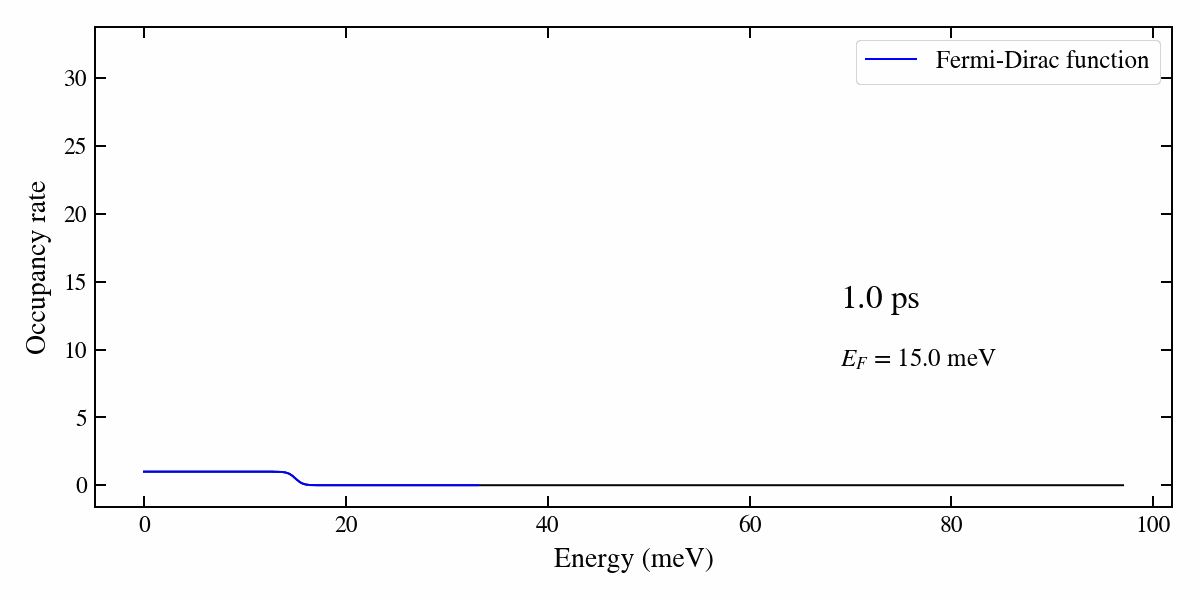 Fermi-Dirac function
30
25
20
15
10
5
0
Occupancy rate
1.0 ps
E_F = 15.0 meV
0 20 40 60 80 100
Energy (meV)